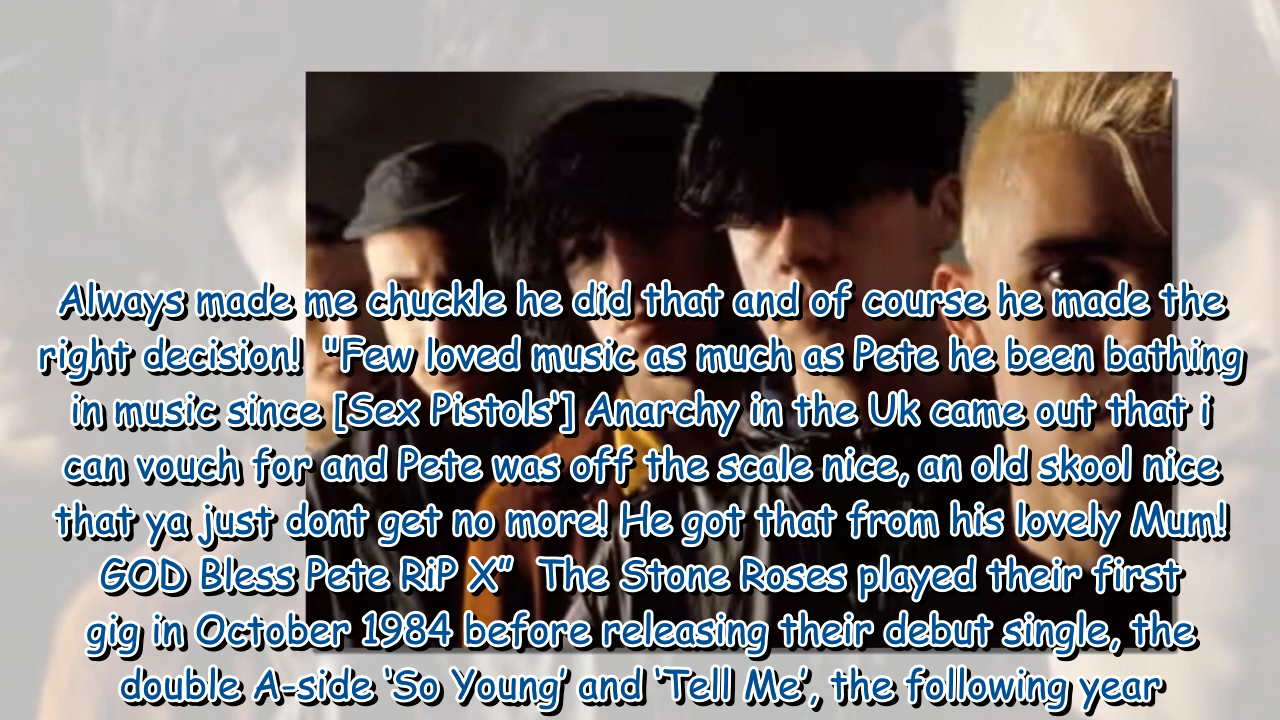 Always made me chuckle he did that and of course he made the
right decision!  "Few loved music as much as Pete he been bathing
in music since [Sex Pistols'] Anarchy in the Uk came out that i
can vouch for and Pete was off the scale nice, an old skool nice
that ya just dont get no more! He got that from his lovely Mum!
GOD Bless Pete RiP X”  The Stone Roses played their first
gig in October 1984 before releasing their debut single, the
double A-side ‘So Young’ and ‘Tell Me’, the following year